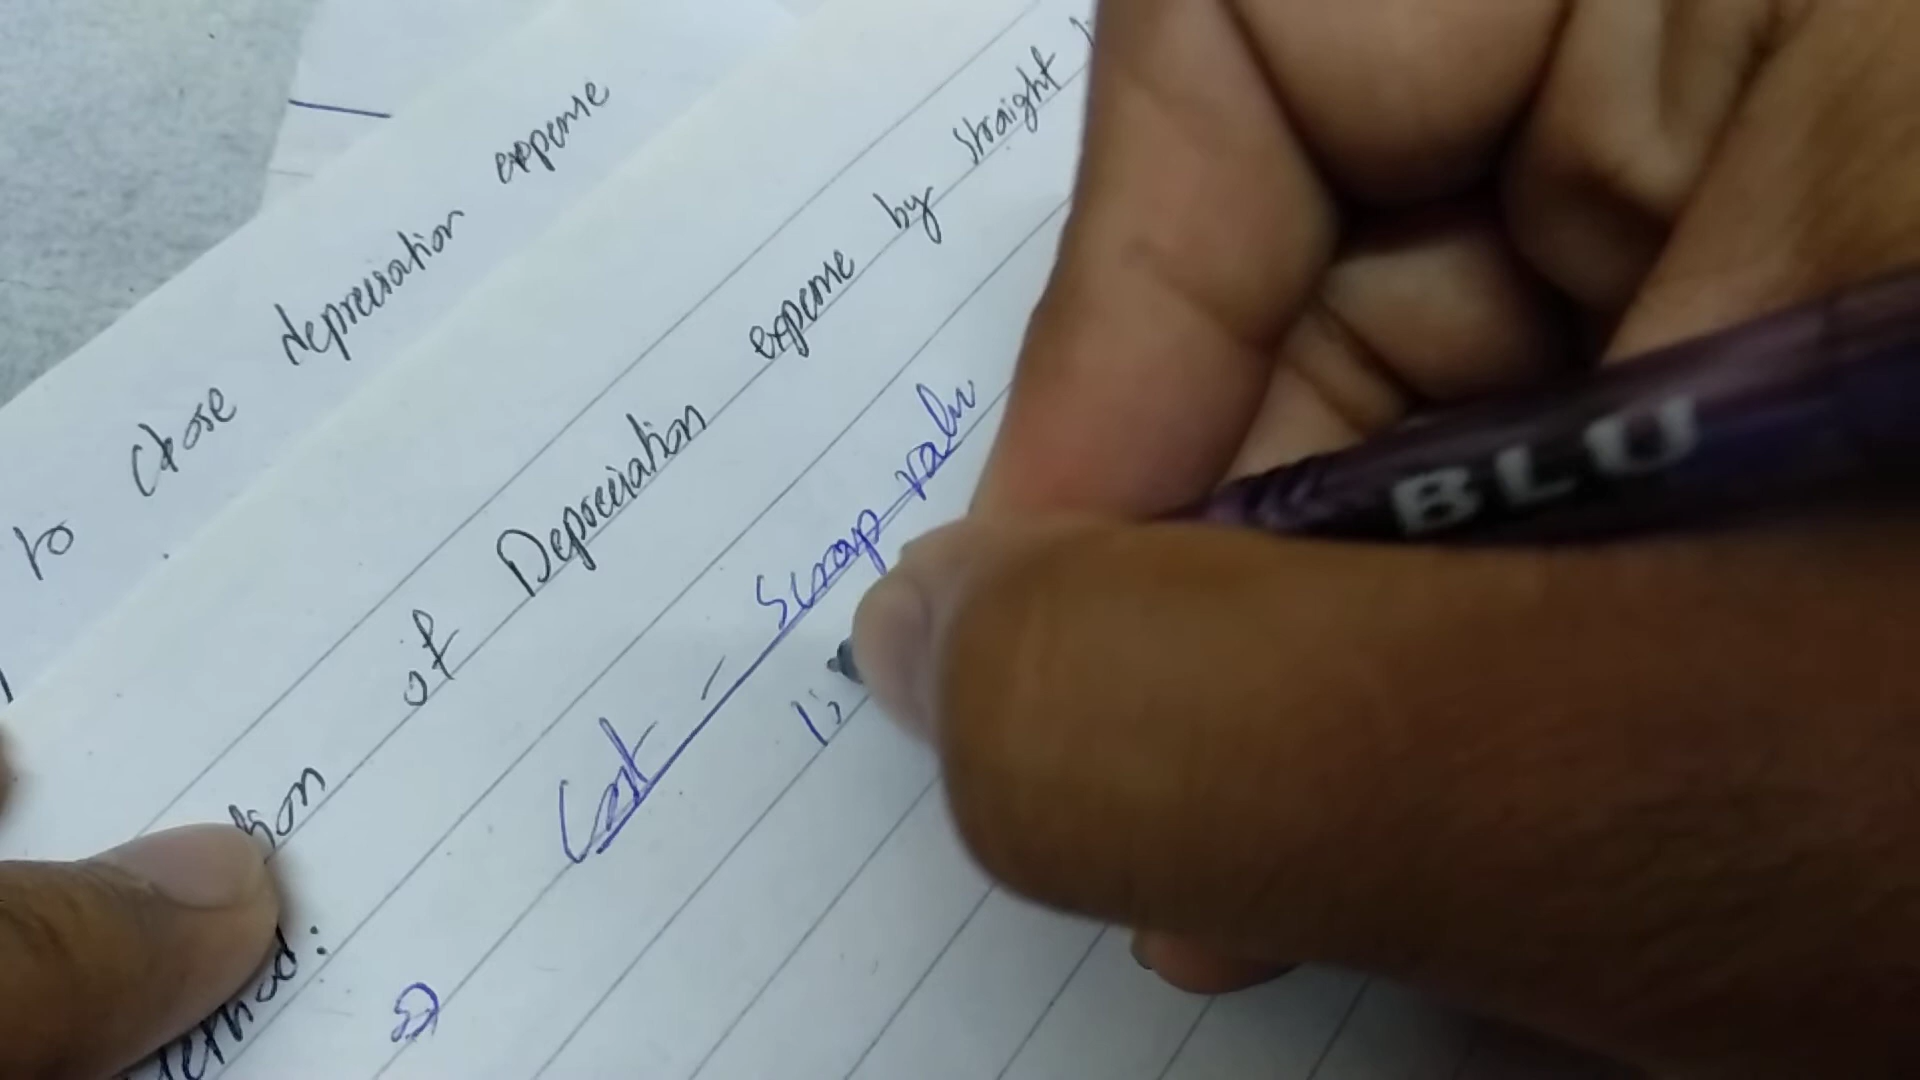 to close depreciation expense
of Depreciation expense by straight
ethod:
Cost - Scrap value
BLU